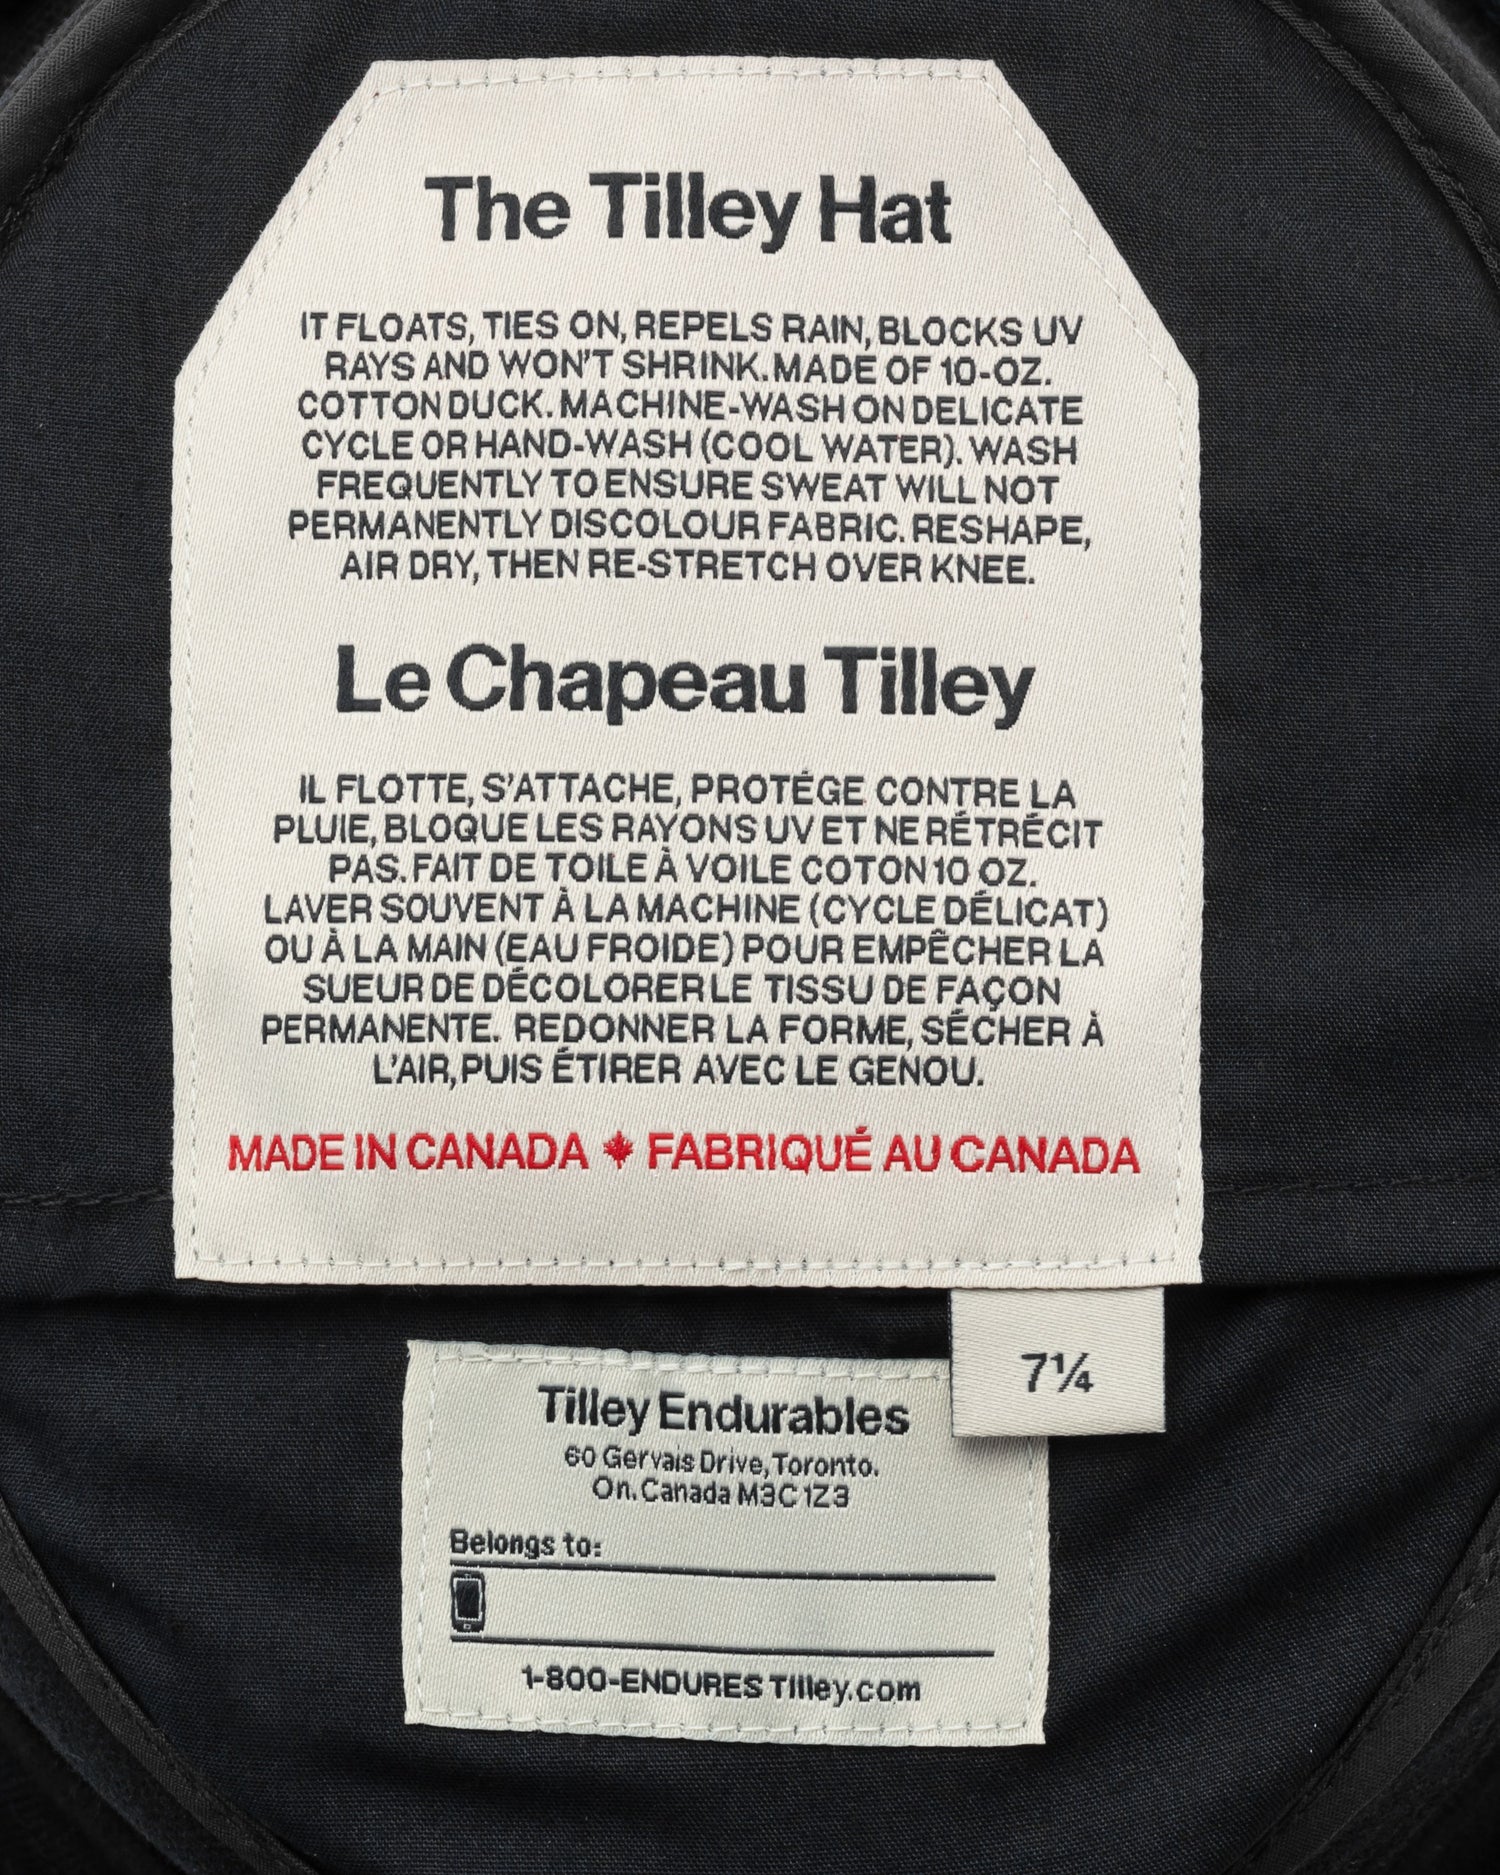 The Tilley Hat
IT FLOATS, TIES ON, REPELS RAIN, BLOCKS UV
RAYS AND WON'T SHRINK. MADE OF 10-OZ.
COTTON DUCK. MACHINE-WASH ON DELICATE
CYCLE OR HAND-WASH (COOL WATER). WASH
FREQUENTLY TO ENSURE SWEAT WILL NOT
PERMANENTLY DISCOLOUR FABRIC. RESHAPE,
AIR DRY, THEN RE-STRETCH OVER KNEE.
Le Chapeau Tilley
IL FLOTTE, S'ATTACHE, PROTÉGE CONTRE LA
PLUIE, BLOQUE LES RAYONS UV ET NE RÉTRÉCIT
PAS. FAIT DE TOILE À VOILE COTON 10 OZ.
LAVER SOUVENT À LA MACHINE (CYCLE DÉLICAT)
OU À LA MAIN (EAU FROIDE) POUR EMPÊCHER LA
SUEUR DE DÉCOLORER LE TISSU DE FAÇON
PERMANENTE. REDONNER LA FORME, SÉCHER À
L'AIR, PUIS ÉTIRER AVEC LE GENOU.
MADE IN CANADA FABRIQUÉ AU CANADA
7¼
Tilley Endurables
60 Gervais Drive, Toronto.
On. Canada M3C 1Z3
Belongs to:
1-800-ENDURES Tilley.com